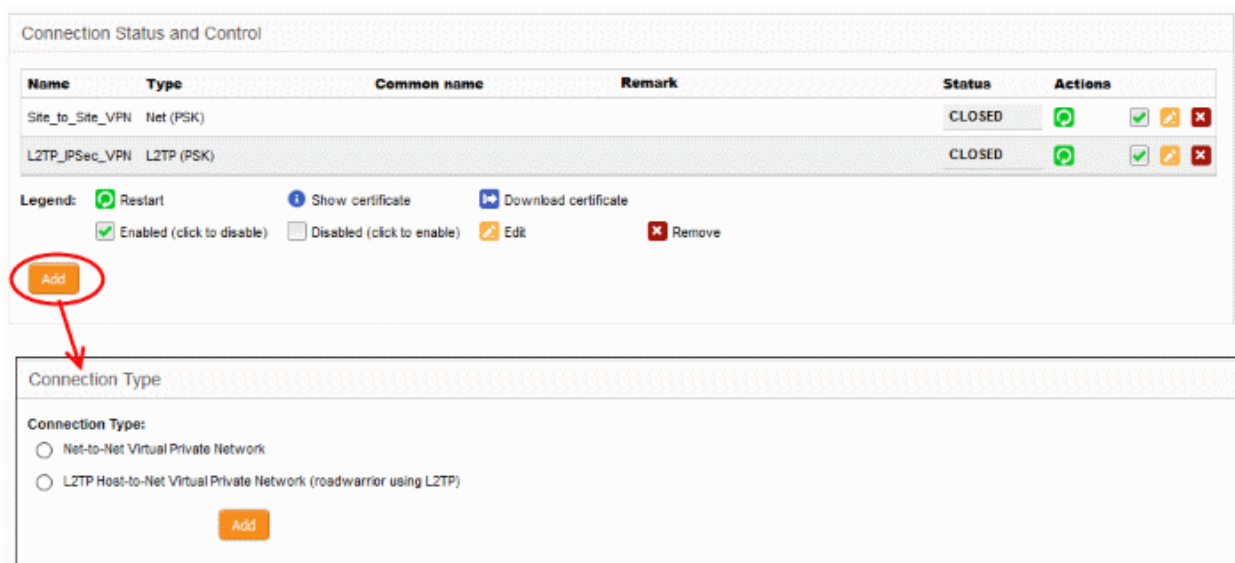 Connection Status and Control
Name Type Common name Remark Status Actions
Site_to_Site_VPN Net (PSK) CLOSED
L2TP_IPSec_VPN L2TP (PSK) CLOSED
Legend: Restart Show certificate Download certificate
Enabled (click to disable) Disabled (click to enable) Edit Remove
Add
Connection Type
Connection Type:
Net-to-Net Virtual Private Network
L2TP Host-to-Net Virtual Private Network (roadwarrior using L2TP)
Add